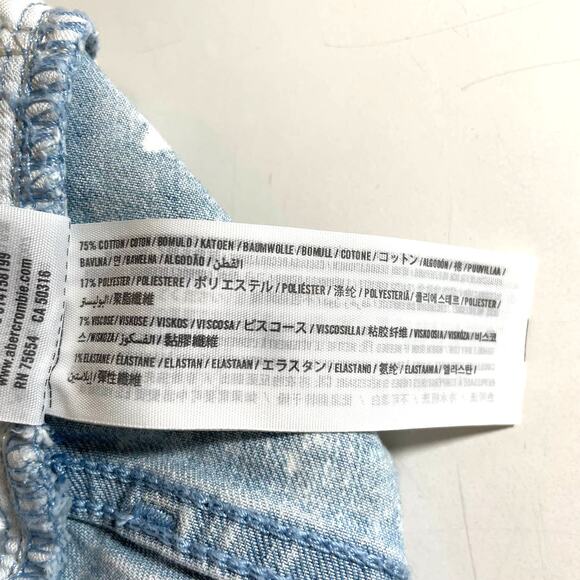 75% COTTON / COTON / BOMULD / KATOEN / BAUMWOLLE / BOMULL / COTONE / コットン / ALGODÓN / 棉 / PUUVILLAA /
BAVLNA / 면 / BAWEŁNA / ALGODÃO / القطن
17% POLYESTER / POLIESTERE / ポリエステル / POLIÉSTER / 涤纶 / POLYESTERIÄ / 폴리에스테르 / POLIESTER /
البوليستر / 聚酯纖維
7% VISCOSE / VISKOSE / VISKOS / VISCOSA / ビスコース / VISCOSILLA / 粘胶纤维 / VISKOOSIA / VISKÓZA / 비스코
스 / WISKOZA / الفسكوز / 黏膠纖維
1% ELASTANE / ÉLASTANE / ELASTAN / ELASTAAN / エラスタン / ELASTANO / 氨纶 / ELASTAANIA / 엘라스탄 /
إيلاستين / 彈性纖維
www.abercrombie.com
RN 75654 CA 50316